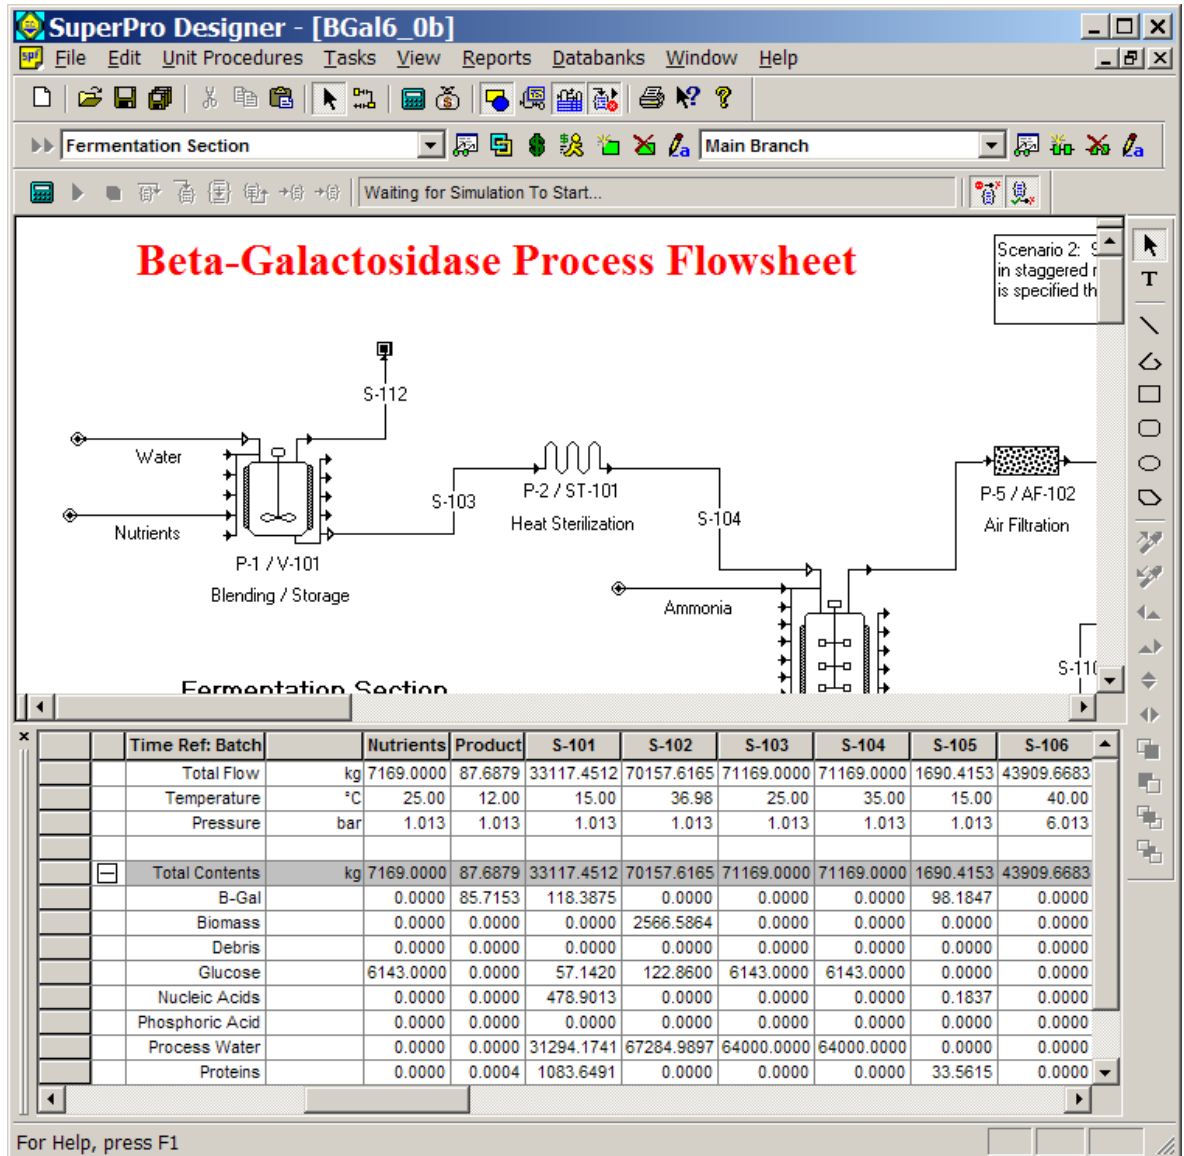 SuperPro Designer - [BGal6_0b]
File Edit Unit Procedures Tasks View Reports Databanks Window Help
Fermentation Section Main Branch
Waiting for Simulation To Start...
Beta-Galactosidase Process Flowsheet
Scenario 2: S
in staggered r
is specified th
T
S-112
Water
S-103
P-2 / ST-101
Heat Sterilization
S-104
P-5 / AF-102
Air Filtration
Nutrients
P-1 / V-101
Blending / Storage
Ammonia
S-110
Fermentation Section
Time Ref: Batch Nutrients Product S-101 S-102 S-103 S-104 S-105 S-106
Total Flow kg 7169.0000 87.6879 33117.4512 70157.6165 71169.0000 71169.0000 1690.4153 43909.6683
Temperature °C 25.00 12.00 15.00 36.98 25.00 35.00 15.00 40.00
Pressure bar 1.013 1.013 1.013 1.013 1.013 1.013 1.013 6.013
Total Contents kg 7169.0000 87.6879 33117.4512 70157.6165 71169.0000 71169.0000 1690.4153 43909.6683
B-Gal 0.0000 85.7153 118.3875 0.0000 0.0000 0.0000 98.1847 0.0000
Biomass 0.0000 0.0000 0.0000 2566.5864 0.0000 0.0000 0.0000 0.0000
Debris 0.0000 0.0000 0.0000 0.0000 0.0000 0.0000 0.0000 0.0000
Glucose 6143.0000 0.0000 57.1420 122.8600 6143.0000 6143.0000 0.0000 0.0000
Nucleic Acids 0.0000 0.0000 478.9013 0.0000 0.0000 0.0000 0.1837 0.0000
Phosphoric Acid 0.0000 0.0000 0.0000 0.0000 0.0000 0.0000 0.0000 0.0000
Process Water 0.0000 0.0000 31294.1741 67284.9897 64000.0000 64000.0000 0.0000 0.0000
Proteins 0.0000 0.0004 1083.6491 0.0000 0.0000 0.0000 33.5615 0.0000
For Help, press F1